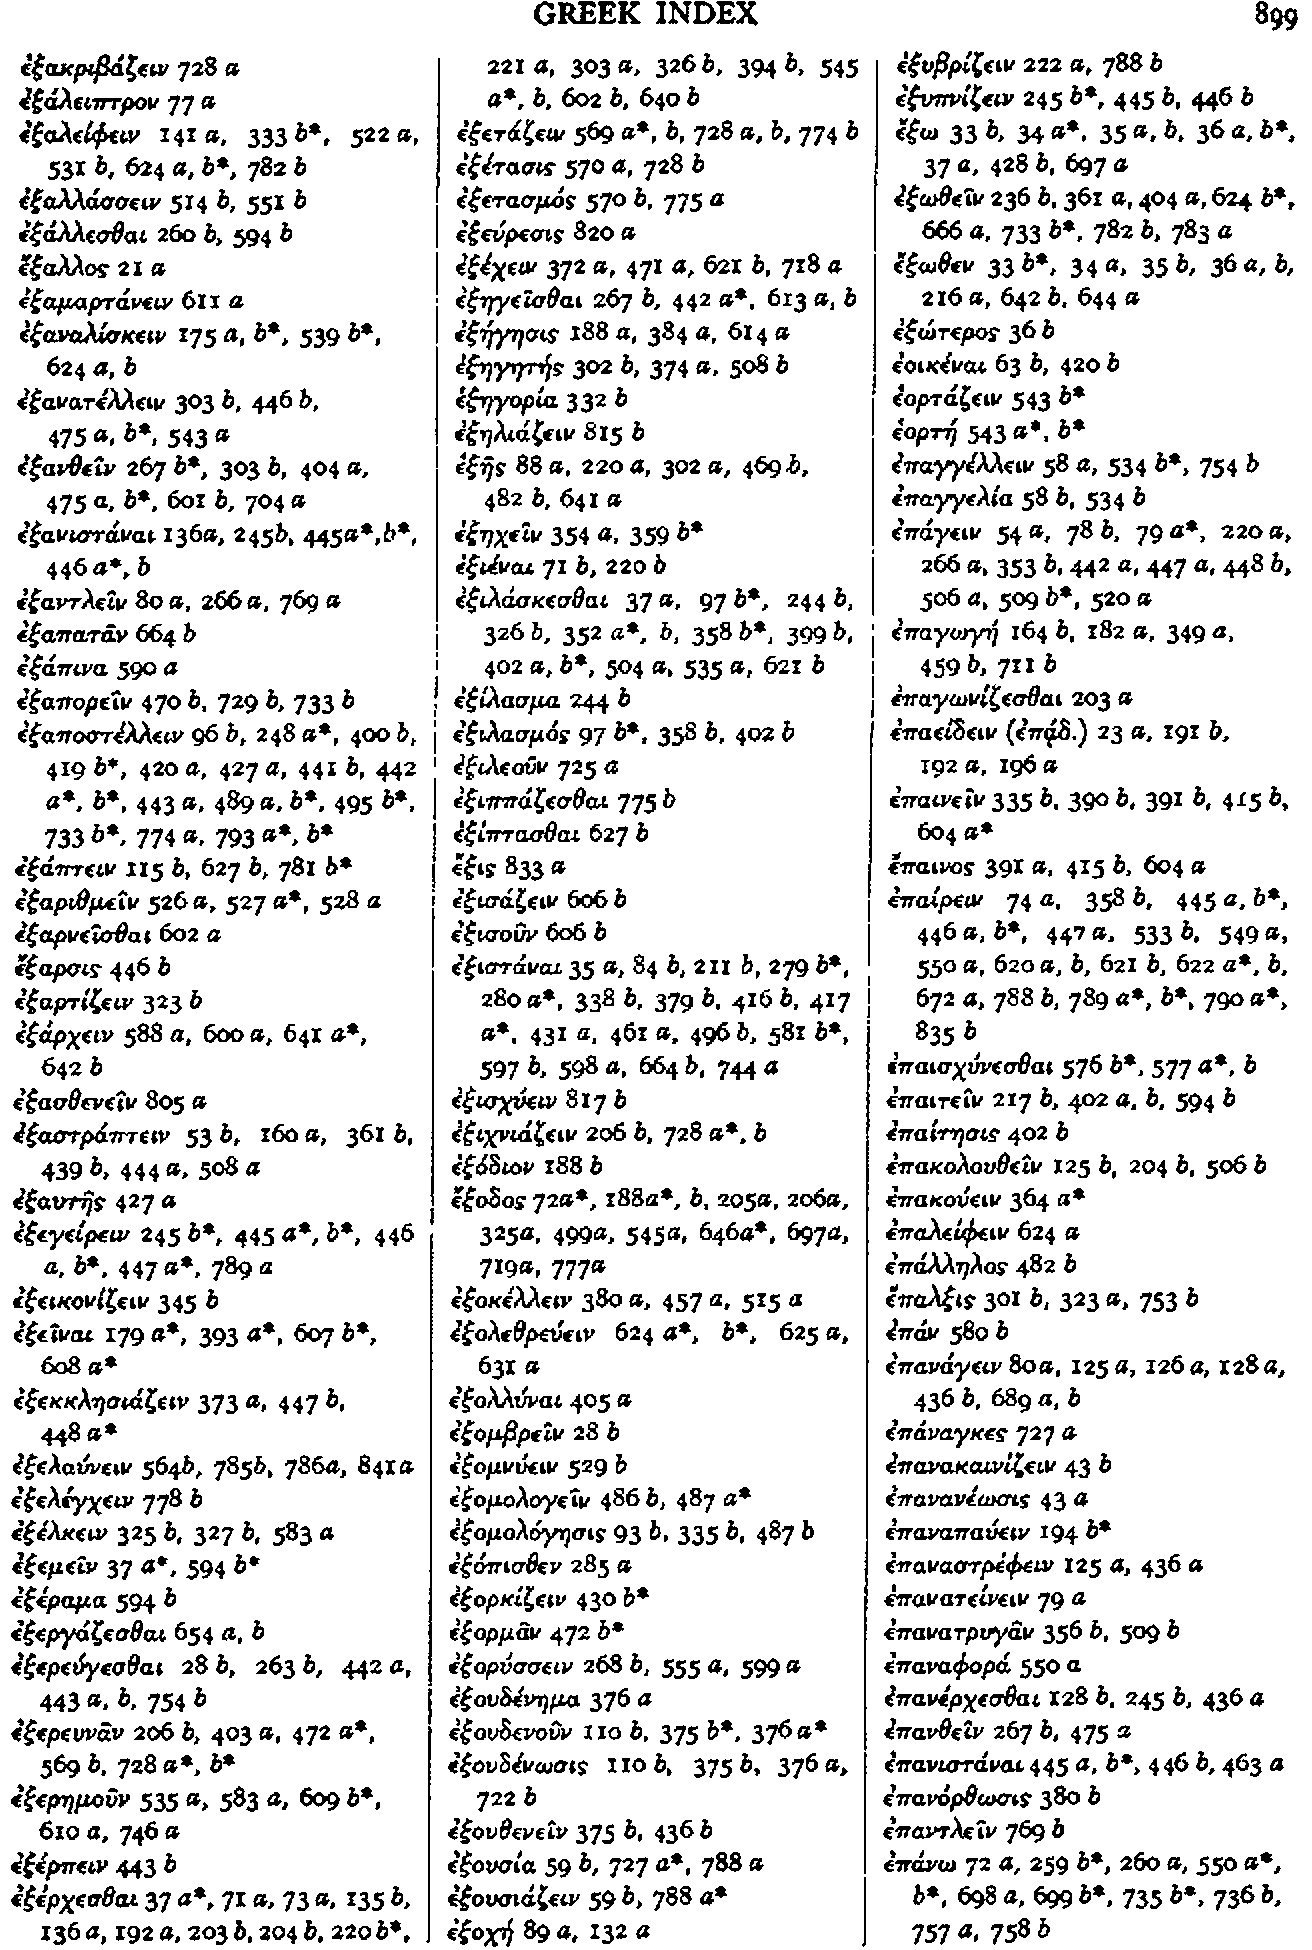 GREEK INDEX 899
ἐξακριβάζειν 728 a
ἐξάλειπτρον 77 a
ἐξαλείφειν 141 a, 333 b*, 522 a,
531 b, 624 a, b*, 782 b
ἐξαλλάσσειν 514 b, 551 b
ἐξάλλεσθαι 260 b, 594 b
ἔξαλλος 21 a
ἐξαμαρτάνειν 611 a
ἐξαναλίσκειν 175 a, b*, 539 b*,
624 a, b
ἐξανατέλλειν 303 b, 446 b,
475 a, b*, 543 a
ἐξανθεῖν 267 b*, 303 b, 404 a,
475 a, b*, 601 b, 704 a
ἐξανιστάναι 136a, 245b, 445a*, b*,
446 a*, b
ἐξαντλεῖν 80 a, 266 a, 769 a
ἐξαπατᾶν 664 b
ἐξάπινα 590 a
ἐξαπορεῖν 470 b, 729 b, 733 b
ἐξαποστέλλειν 96 b, 248 a*, 400 b,
419 b*, 420 a, 427 a, 441 b, 442
a*, b*, 443 a, 489 a, b*, 495 b*,
733 b*, 774 a, 793 a*, b*
ἐξάπτειν 115 b, 627 b, 781 b*
ἐξαριθμεῖν 526 a, 527 a*, 528 a
ἐξαρνεῖσθαι 602 a
ἔξαρσις 446 b
ἐξαρτίζειν 323 b
ἐξάρχειν 588 a, 600 a, 641 a*,
642 b
ἐξασθενεῖν 805 a
ἐξαστράπτειν 53 b, 160 a, 361 b,
439 b, 444 a, 508 a
ἐξαυτῆς 427 a
ἐξεγείρειν 245 b*, 445 a*, b*, 446
a, b*, 447 a*, 789 a
ἐξεικονίζειν 345 b
ἐξεῖναι 179 a*, 393 a*, 607 b*,
608 a*
ἐξεκκλησιάζειν 373 a, 447 b,
448 a*
ἐξελαύνειν 564b, 785b, 786a, 841a
ἐξελέγχειν 778 b
ἐξέλκειν 325 b, 327 b, 583 a
ἐξεμεῖν 37 a*, 594 b*
ἐξέραμα 594 b
ἐξεργάζεσθαι 654 a, b
ἐξερεύγεσθαι 28 b, 263 b, 442 a,
443 a, b, 754 b
ἐξερευνᾶν 206 b, 403 a, 472 a*,
569 b, 728 a*, b*
ἐξερημοῦν 535 a, 583 a, 609 b*,
610 a, 746 a
ἐξέρπειν 443 b
ἐξέρχεσθαι 37 a*, 71 a, 73 a, 135 b,
136 a, 192 a, 203 b, 204 b, 220 b*,
221 a, 303 a, 326 b, 394 b, 545
a*, b, 602 b, 640 b
ἐξετάζειν 569 a*, b, 728 a, b, 774 b
ἐξέτασις 570 a, 728 b
ἐξετασμός 570 b, 775 a
ἐξεύρεσις 820 a
ἐξέχειν 372 a, 471 a, 621 b, 718 a
ἐξηγεῖσθαι 267 b, 442 a*, 613 a, b
ἐξήγησις 188 a, 384 a, 614 a
ἐξηγητής 302 b, 374 a, 508 b
ἐξηγορία 332 b
ἐξηλιάζειν 815 b
ἑξῆς 88 a, 220 a, 302 a, 469 b,
482 b, 641 a
ἐξηχεῖν 354 a, 359 b*
ἐξιέναι 71 b, 220 b
ἐξιλάσκεσθαι 37 a, 97 b*, 244 b,
326 b, 352 a*, b, 358 b*, 399 b,
402 a, b*, 504 a, 535 a, 621 b
ἐξίλασμα 244 b
ἐξιλασμός 97 b*, 358 b, 402 b
ἐξιλεοῦν 725 a
ἐξιππάζεσθαι 775 b
ἐξίπτασθαι 627 b
ἕξις 833 a
ἐξισάζειν 606 b
ἐξισοῦν 606 b
ἐξιστάναι 35 a, 84 b, 211 b, 279 b*,
280 a*, 338 b, 379 b, 416 b, 417
a*, 431 a, 461 a, 496 b, 581 b*,
597 b, 598 a, 664 b, 744 a
ἐξισχύειν 817 b
ἐξιχνιάζειν 206 b, 728 a*, b
ἐξόδιον 188 b
ἔξοδος 72a*, 188a*, b, 205a, 206a,
325a, 499a, 545a, 646a*, 697a,
719a, 777a
ἐξοκέλλειν 380 a, 457 a, 515 a
ἐξολεθρεύειν 624 a*, b*, 625 a,
631 a
ἐξολλύναι 405 a
ἐξομβρεῖν 28 b
ἐξομνύειν 529 b
ἐξομολογεῖν 486 b, 487 a*
ἐξομολόγησις 93 b, 335 b, 487 b
ἐξόπισθεν 285 a
ἐξορκίζειν 430 b*
ἐξορμᾶν 472 b*
ἐξορύσσειν 268 b, 555 a, 599 a
ἐξουδένημα 376 a
ἐξουδενοῦν 110 b, 375 b*, 376 a*
ἐξουδένωσις 110 b, 375 b, 376 a,
722 b
ἐξουθενεῖν 375 b, 436 b
ἐξουσία 59 b, 727 a*, 788 a
ἐξουσιάζειν 59 b, 788 a*
ἐξοχή 89 a, 132 a
ἐξυβρίζειν 222 a, 788 b
ἐξυπνίζειν 245 b*, 445 b, 446 b
ἔξω 33 b, 34 a*, 35 a, b, 36 a, b*,
37 a, 428 b, 697 a
ἐξωθεῖν 236 b, 361 a, 404 a, 624 b*,
666 a, 733 b*, 782 b, 783 a
ἔξωθεν 33 b*, 34 a, 35 b, 36 a, b,
216 a, 642 b, 644 a
ἐξώτερος 36 b
ἐοικέναι 63 b, 420 b
ἑορτάζειν 543 b*
ἑορτή 543 a*, b*
ἐπαγγέλλειν 58 a, 534 b*, 754 b
ἐπαγγελία 58 b, 534 b
ἐπάγειν 54 a, 78 b, 79 a*, 220 a,
266 a, 353 b, 442 a, 447 a, 448 b,
506 a, 509 b*, 520 a
ἐπαγωγή 164 b, 182 a, 349 a,
459 b, 711 b
ἐπαγωνίζεσθαι 203 a
ἐπαείδειν (ἐπᾴδ.) 23 a, 191 b,
192 a, 196 a
ἐπαινεῖν 335 b, 390 b, 391 b, 415 b,
604 a*
ἔπαινος 391 a, 415 b, 604 a
ἐπαίρειν 74 a, 358 b, 445 a, b*,
446 a, b*, 447 a, 533 b, 549 a,
550 a, 620 a, b, 621 b, 622 a*, b,
672 a, 788 b, 789 a*, b*, 790 a*,
835 b
ἐπαισχύνεσθαι 576 b*, 577 a*, b
ἐπαιτεῖν 217 b, 402 a, b, 594 b
ἐπαίτησις 402 b
ἐπακολουθεῖν 125 b, 204 b, 506 b
ἐπακούειν 364 a*
ἐπαλείφειν 624 a
ἐπάλληλος 482 b
ἔπαλξις 301 b, 323 a, 753 b
ἐπάν 580 b
ἐπανάγειν 80a, 125 a, 126 a, 128 a,
436 b, 689 a, b
ἐπάναγκες 727 a
ἐπανακαινίζειν 43 b
ἐπανανέωσις 43 a
ἐπαναπαύειν 194 b*
ἐπαναστρέφειν 125 a, 436 a
ἐπανατείνειν 79 a
ἐπανατρυγᾶν 356 b, 509 b
ἐπαναφορά 550 a
ἐπανέρχεσθαι 128 b, 245 b, 436 a
ἐπανθεῖν 267 b, 475 a
ἐπανιστάναι 445 a, b*, 446 b, 463 a
ἐπανόρθωσις 380 b
ἐπαντλεῖν 769 b
ἐπάνω 72 a, 259 b*, 260 a, 550 a*,
b*, 698 a, 699 b*, 735 b*, 736 b,
757 a, 758 b